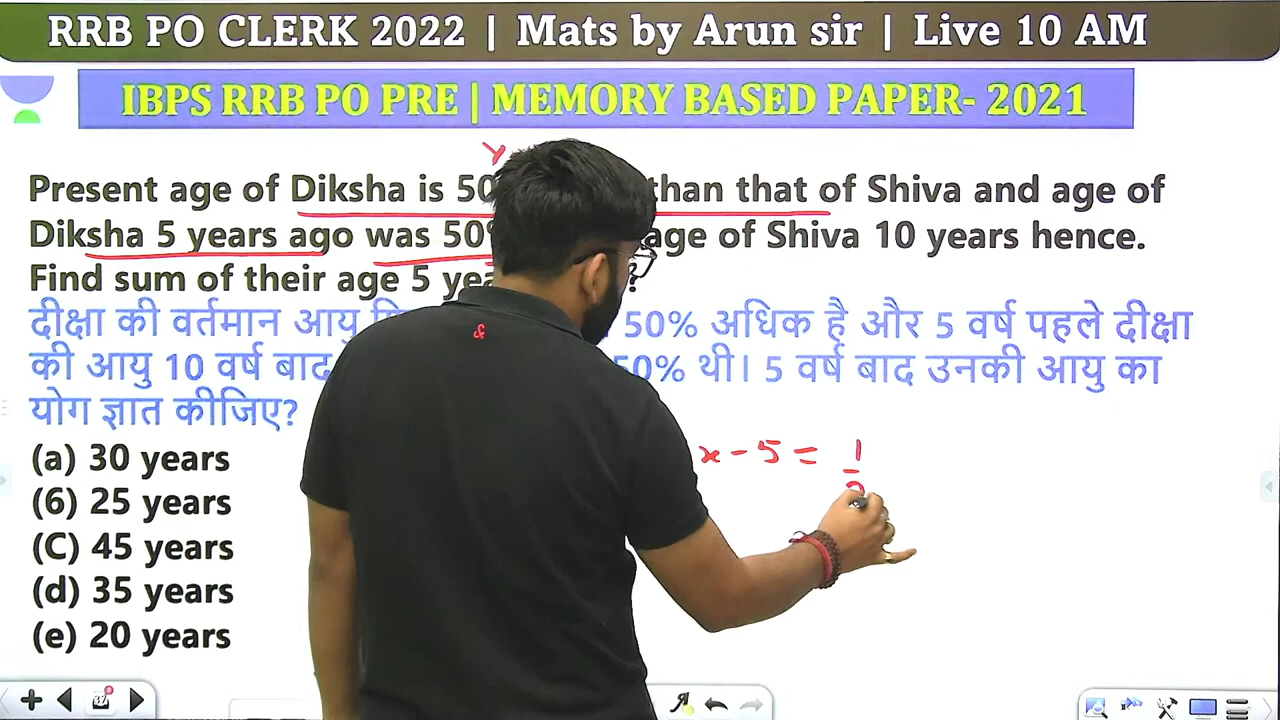 RRB PO CLERK 2022 | Mats by Arun sir | Live 10 AM
IBPS RRB PO PRE | MEMORY BASED PAPER- 2021
Present age of Diksha is 50 than that of Shiva and age of
Diksha 5 years ago was 50% age of Shiva 10 years hence.
Find sum of their age 5 ?
दीक्षा की वर्तमान आयु 50% अधिक है और 5 वर्ष पहले दीक्षा
की आयु 10 वर्ष बाद 50% थी। 5 वर्ष बाद उनकी आयु का
योग ज्ञात कीजिए?
(a) 30 years
x - 5 = 1
(6) 25 years
(C) 45 years
(d) 35 years
(e) 20 years